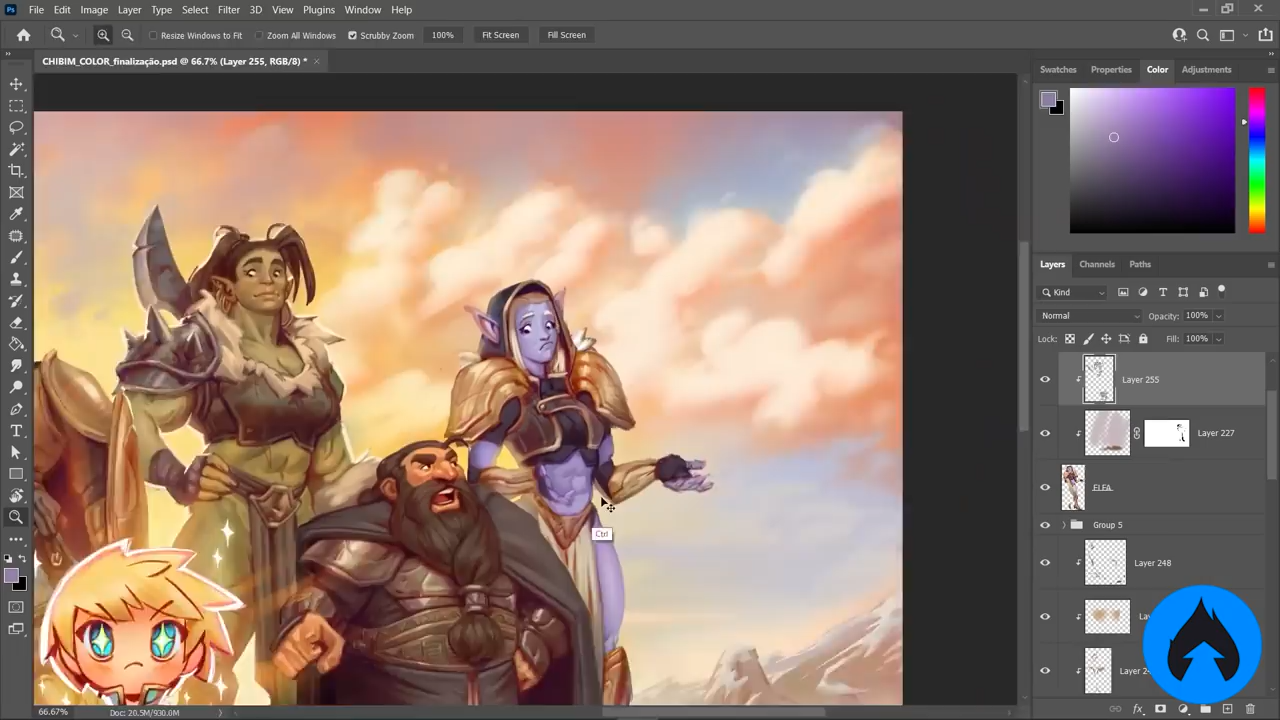 Ps File Edit Image Layer Type Select Filter 3D View Plugins Window Help
Resize Windows to Fit Zoom All Windows Scrubby Zoom 100% Fit Screen Fill Screen
CHIBIM_COLOR_finalização.psd @ 66.7% (Layer 255, RGB/8) *
Swatches Properties Color Adjustments
Layers Channels Paths
Kind
Normal Opacity: 100%
Lock: Fill: 100%
Layer 255
Layer 227
ELFA
Group 5
Layer 248
Ctrl
66.67% Doc: 20.5M/930.0M